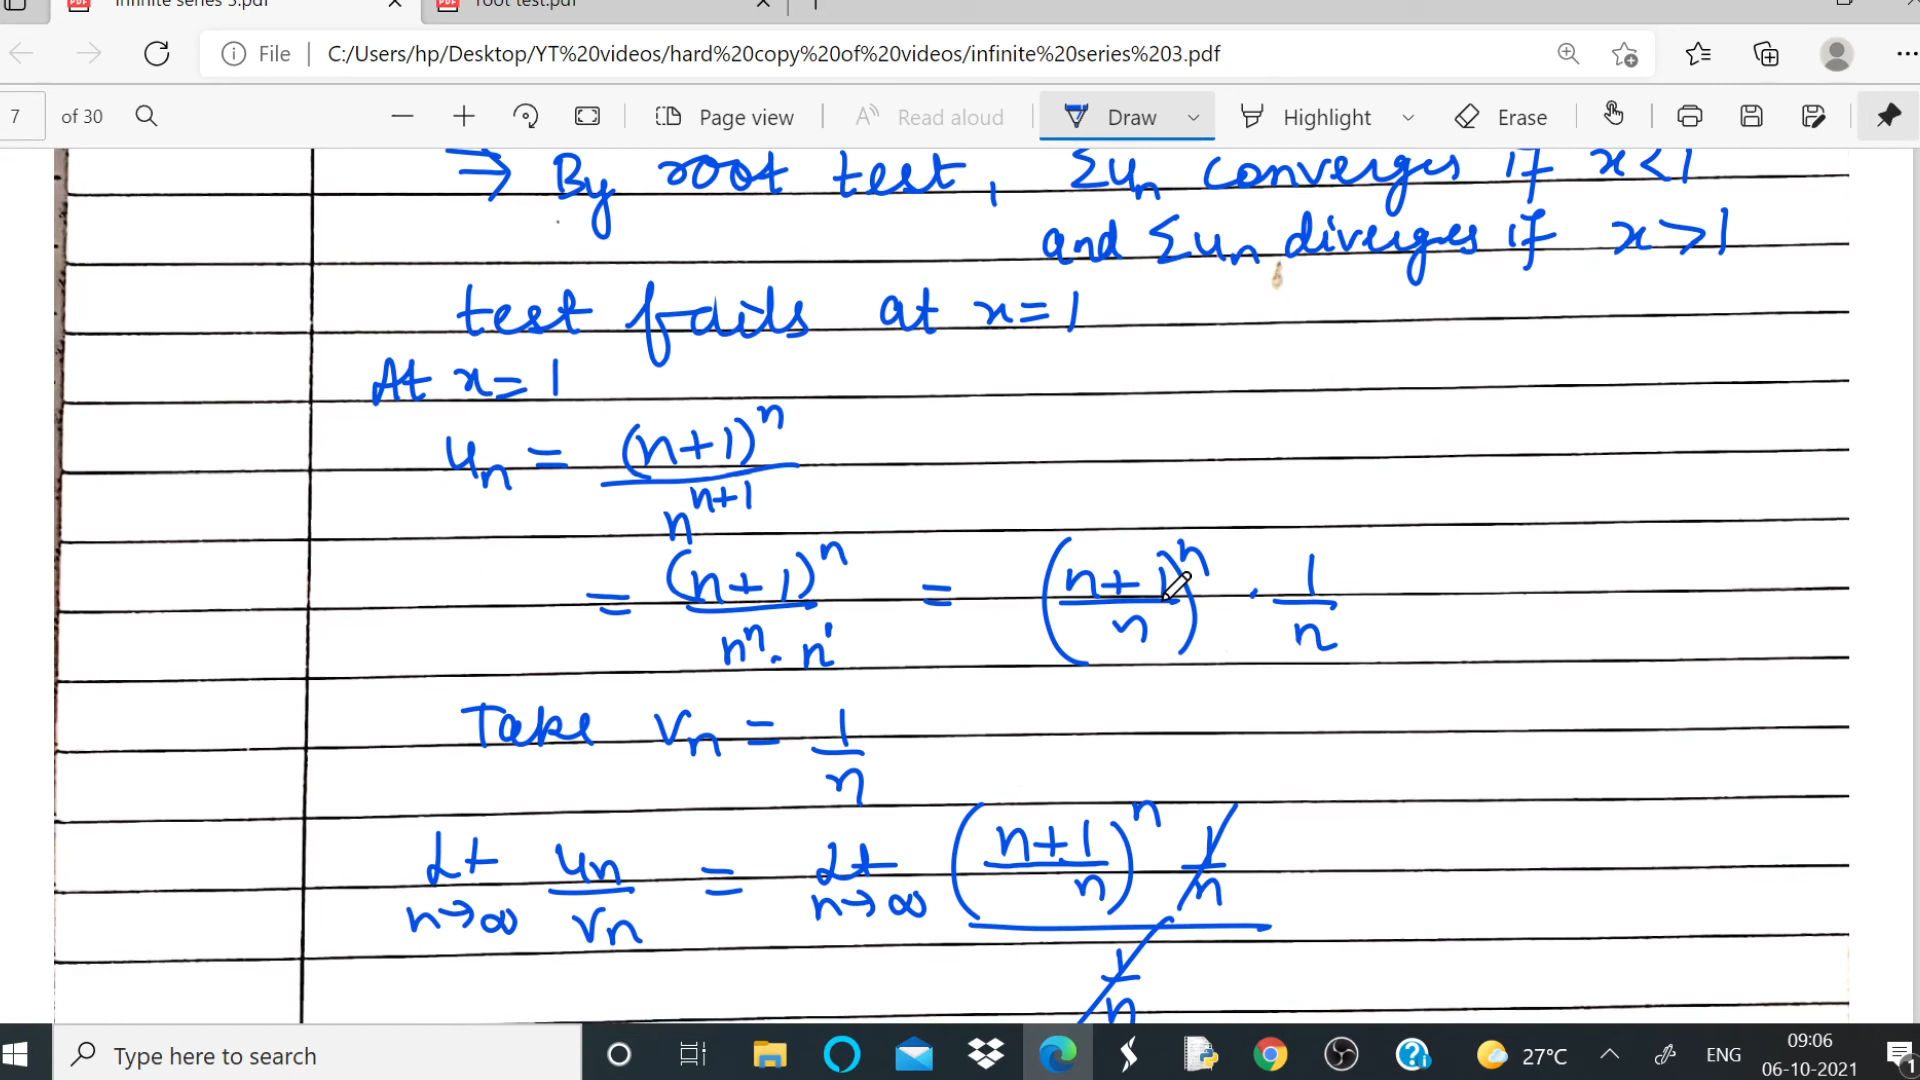 infinite series 3.pdf
root test.pdf
File C:/Users/hp/Desktop/YT%20videos/hard%20copy%20of%20videos/infinite%20series%203.pdf
7 of 30 Page view Read aloud Draw Highlight Erase
⇒ By root test, Σuₙ converges if x<1
and Σuₙ diverges if x>1
test fails at x=1
At x=1
uₙ = (n+1)ⁿ / nⁿ⁺¹
= (n+1)ⁿ / nⁿ · n¹ = ((n+1)/n)ⁿ · 1/n
Take vₙ = 1/n
Lt n→∞ uₙ/vₙ = Lt n→∞ ((n+1)/n)ⁿ 1/n / 1/n
Type here to search
27°C
ENG
09:06
06-10-2021
1